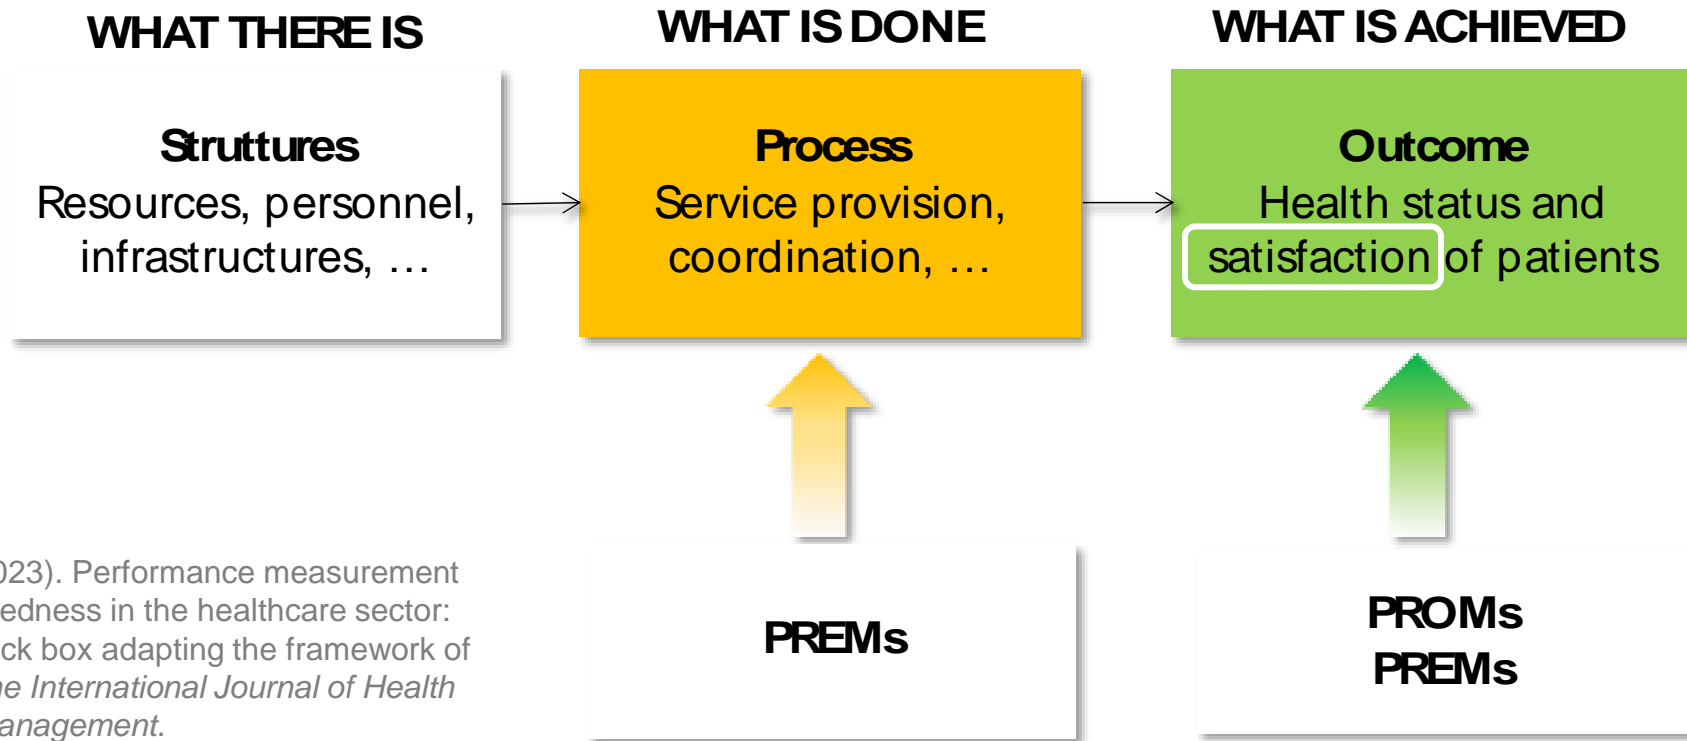 WHAT THERE IS
WHAT IS DONE
WHAT IS ACHIEVED
Struttures
Resources, personnel,
infrastructures, …
Process
Service provision,
coordination, …
Outcome
Health status and
satisfaction of patients
PREMs
PROMs
PREMs
023). Performance measurement
edness in the healthcare sector:
ck box adapting the framework of
e International Journal of Health
anagement.